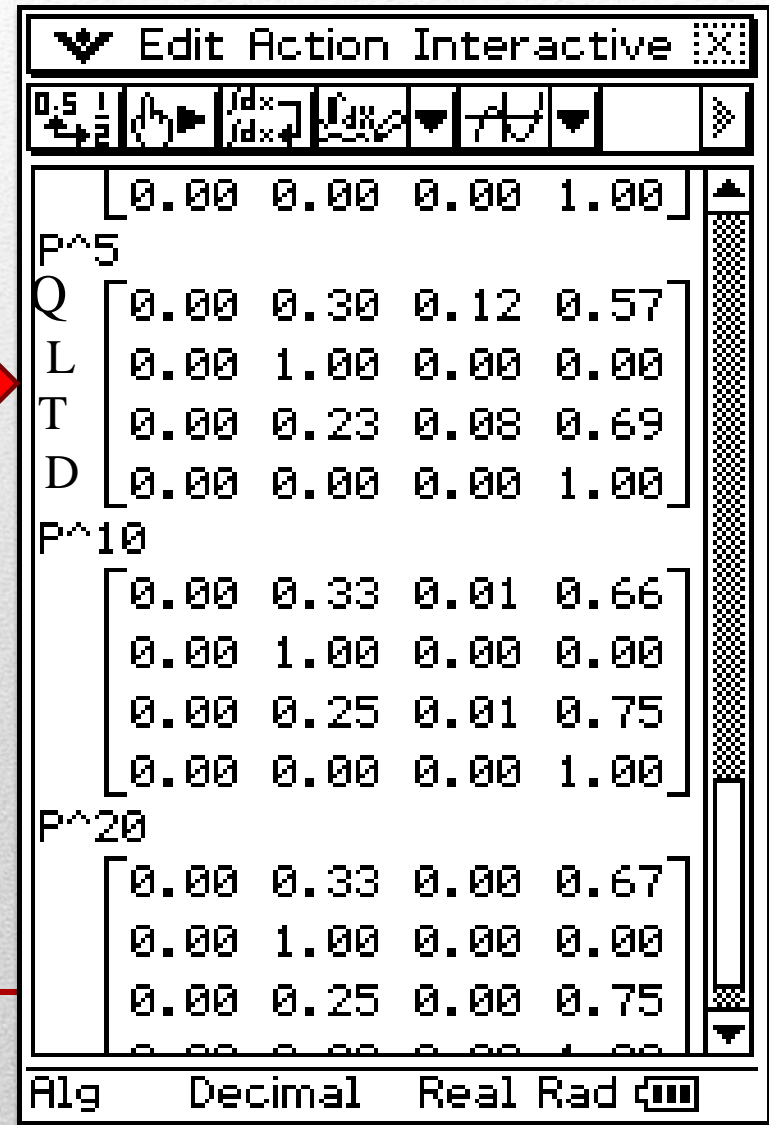 Edit Action Interactive
0.5 1 2 ∫dx ∫dx ∫dx
0.00 0.00 0.00 1.00
P^5
Q 0.00 0.30 0.12 0.57
L 0.00 1.00 0.00 0.00
T 0.00 0.23 0.08 0.69
D 0.00 0.00 0.00 1.00
P^10
0.00 0.33 0.01 0.66
0.00 1.00 0.00 0.00
0.00 0.25 0.01 0.75
0.00 0.00 0.00 1.00
P^20
0.00 0.33 0.00 0.67
0.00 1.00 0.00 0.00
0.00 0.25 0.00 0.75
Alg Decimal Real Rad